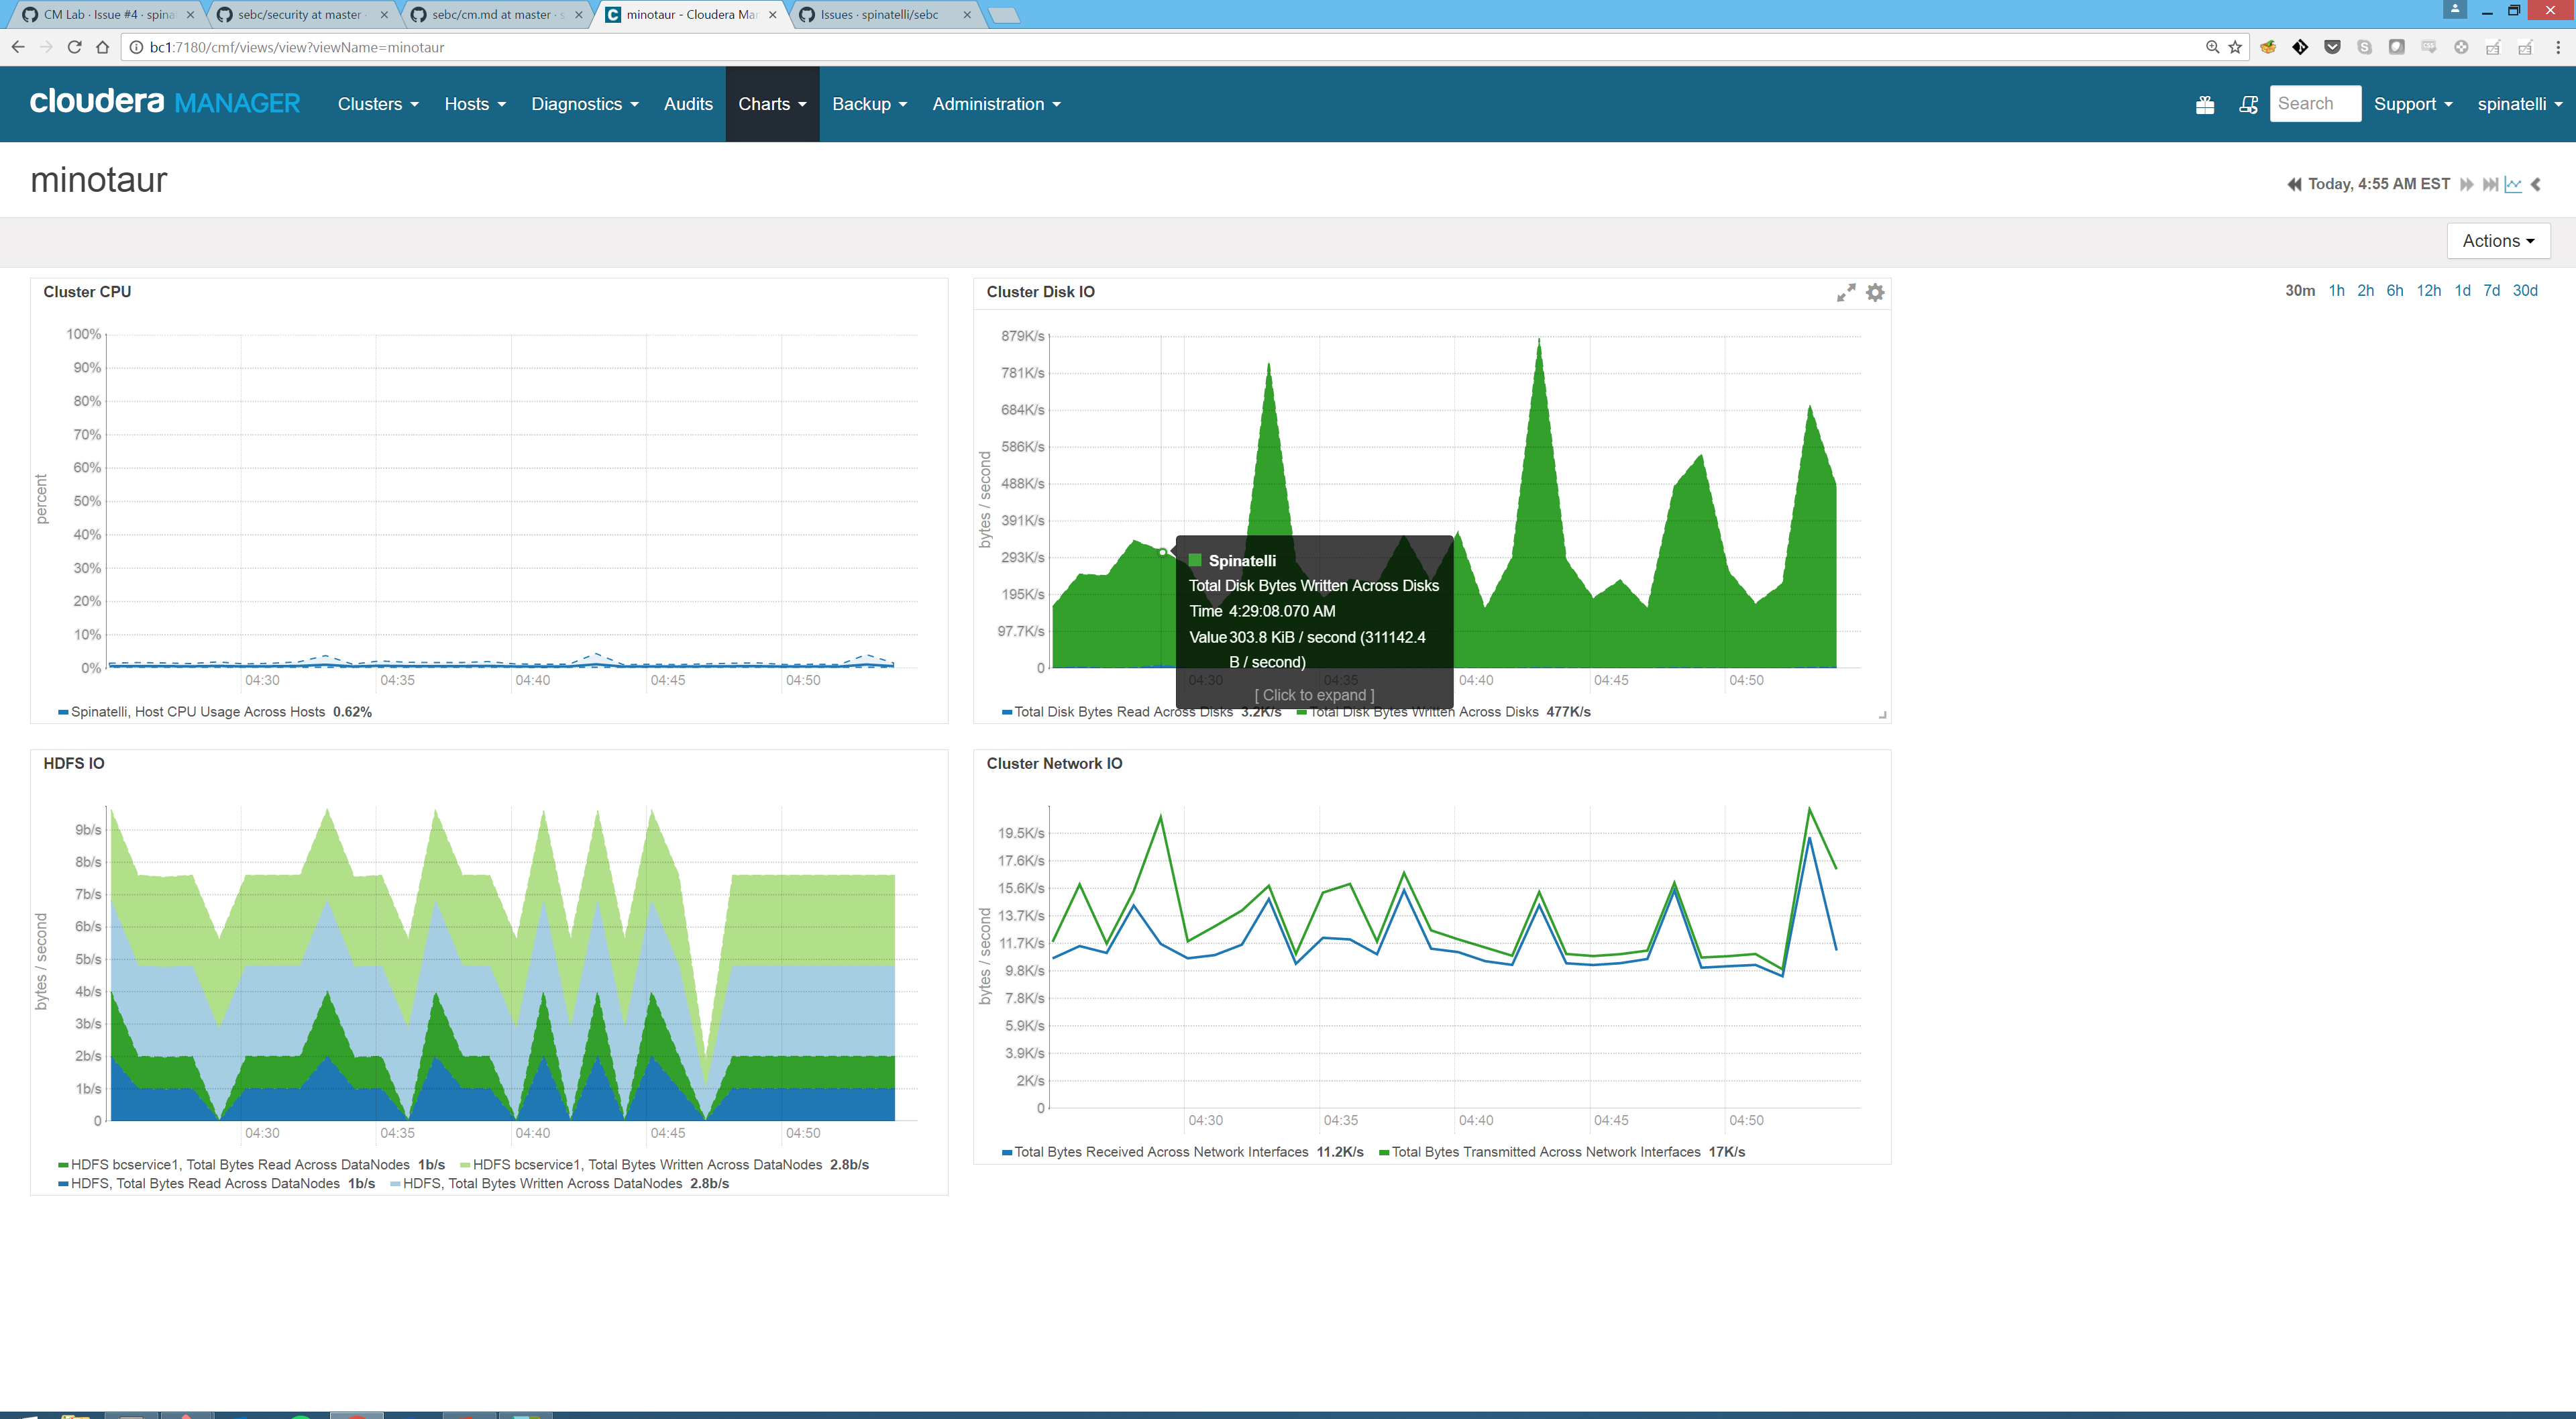 CM Lab · Issue #4 · spina
sebc/security at master ·
sebc/cm.md at master · s
minotaur - Cloudera Mar
Issues · spinatelli/sebc
bc1:7180/cmf/views/view?viewName=minotaur
cloudera MANAGER Clusters Hosts Diagnostics Audits Charts Backup Administration Search Support spinatelli
minotaur
Today, 4:55 AM EST
Actions
30m 1h 2h 6h 12h 1d 7d 30d
Cluster CPU
percent
100%
90%
80%
70%
60%
50%
40%
30%
20%
10%
0%
04:30 04:35 04:40 04:45 04:50
Spinatelli, Host CPU Usage Across Hosts 0.62%
Cluster Disk IO
bytes / second
879K/s
781K/s
684K/s
586K/s
488K/s
391K/s
293K/s
195K/s
97.7K/s
0
Spinatelli
Total Disk Bytes Written Across Disks
Time 4:29:08.070 AM
Value 303.8 KiB / second (311142.4
B / second)
[ Click to expand ]
04:30 04:35 04:40 04:45 04:50
Total Disk Bytes Read Across Disks 3.2K/s Total Disk Bytes Written Across Disks 477K/s
HDFS IO
bytes / second
9b/s
8b/s
7b/s
6b/s
5b/s
4b/s
3b/s
2b/s
1b/s
0
04:30 04:35 04:40 04:45 04:50
HDFS bcservice1, Total Bytes Read Across DataNodes 1b/s HDFS bcservice1, Total Bytes Written Across DataNodes 2.8b/s
HDFS, Total Bytes Read Across DataNodes 1b/s HDFS, Total Bytes Written Across DataNodes 2.8b/s
Cluster Network IO
bytes / second
19.5K/s
17.6K/s
15.6K/s
13.7K/s
11.7K/s
9.8K/s
7.8K/s
5.9K/s
3.9K/s
2K/s
0
04:30 04:35 04:40 04:45 04:50
Total Bytes Received Across Network Interfaces 11.2K/s Total Bytes Transmitted Across Network Interfaces 17K/s